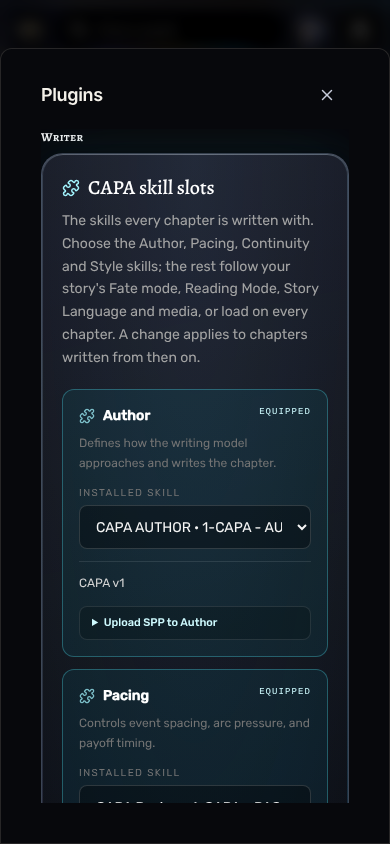 Plugins
WRITER
CAPA skill slots
The skills every chapter is written with.
Choose the Author, Pacing, Continuity
and Style skills; the rest follow your
story's Fate mode, Reading Mode, Story
Language and media, or load on every
chapter. A change applies to chapters
written from then on.
Author
EQUIPPED
Defines how the writing model
approaches and writes the chapter.
INSTALLED SKILL
CAPA AUTHOR • 1-CAPA - AU
CAPA v1
Upload SPP to Author
Pacing
EQUIPPED
Controls event spacing, arc pressure, and
payoff timing.
INSTALLED SKILL